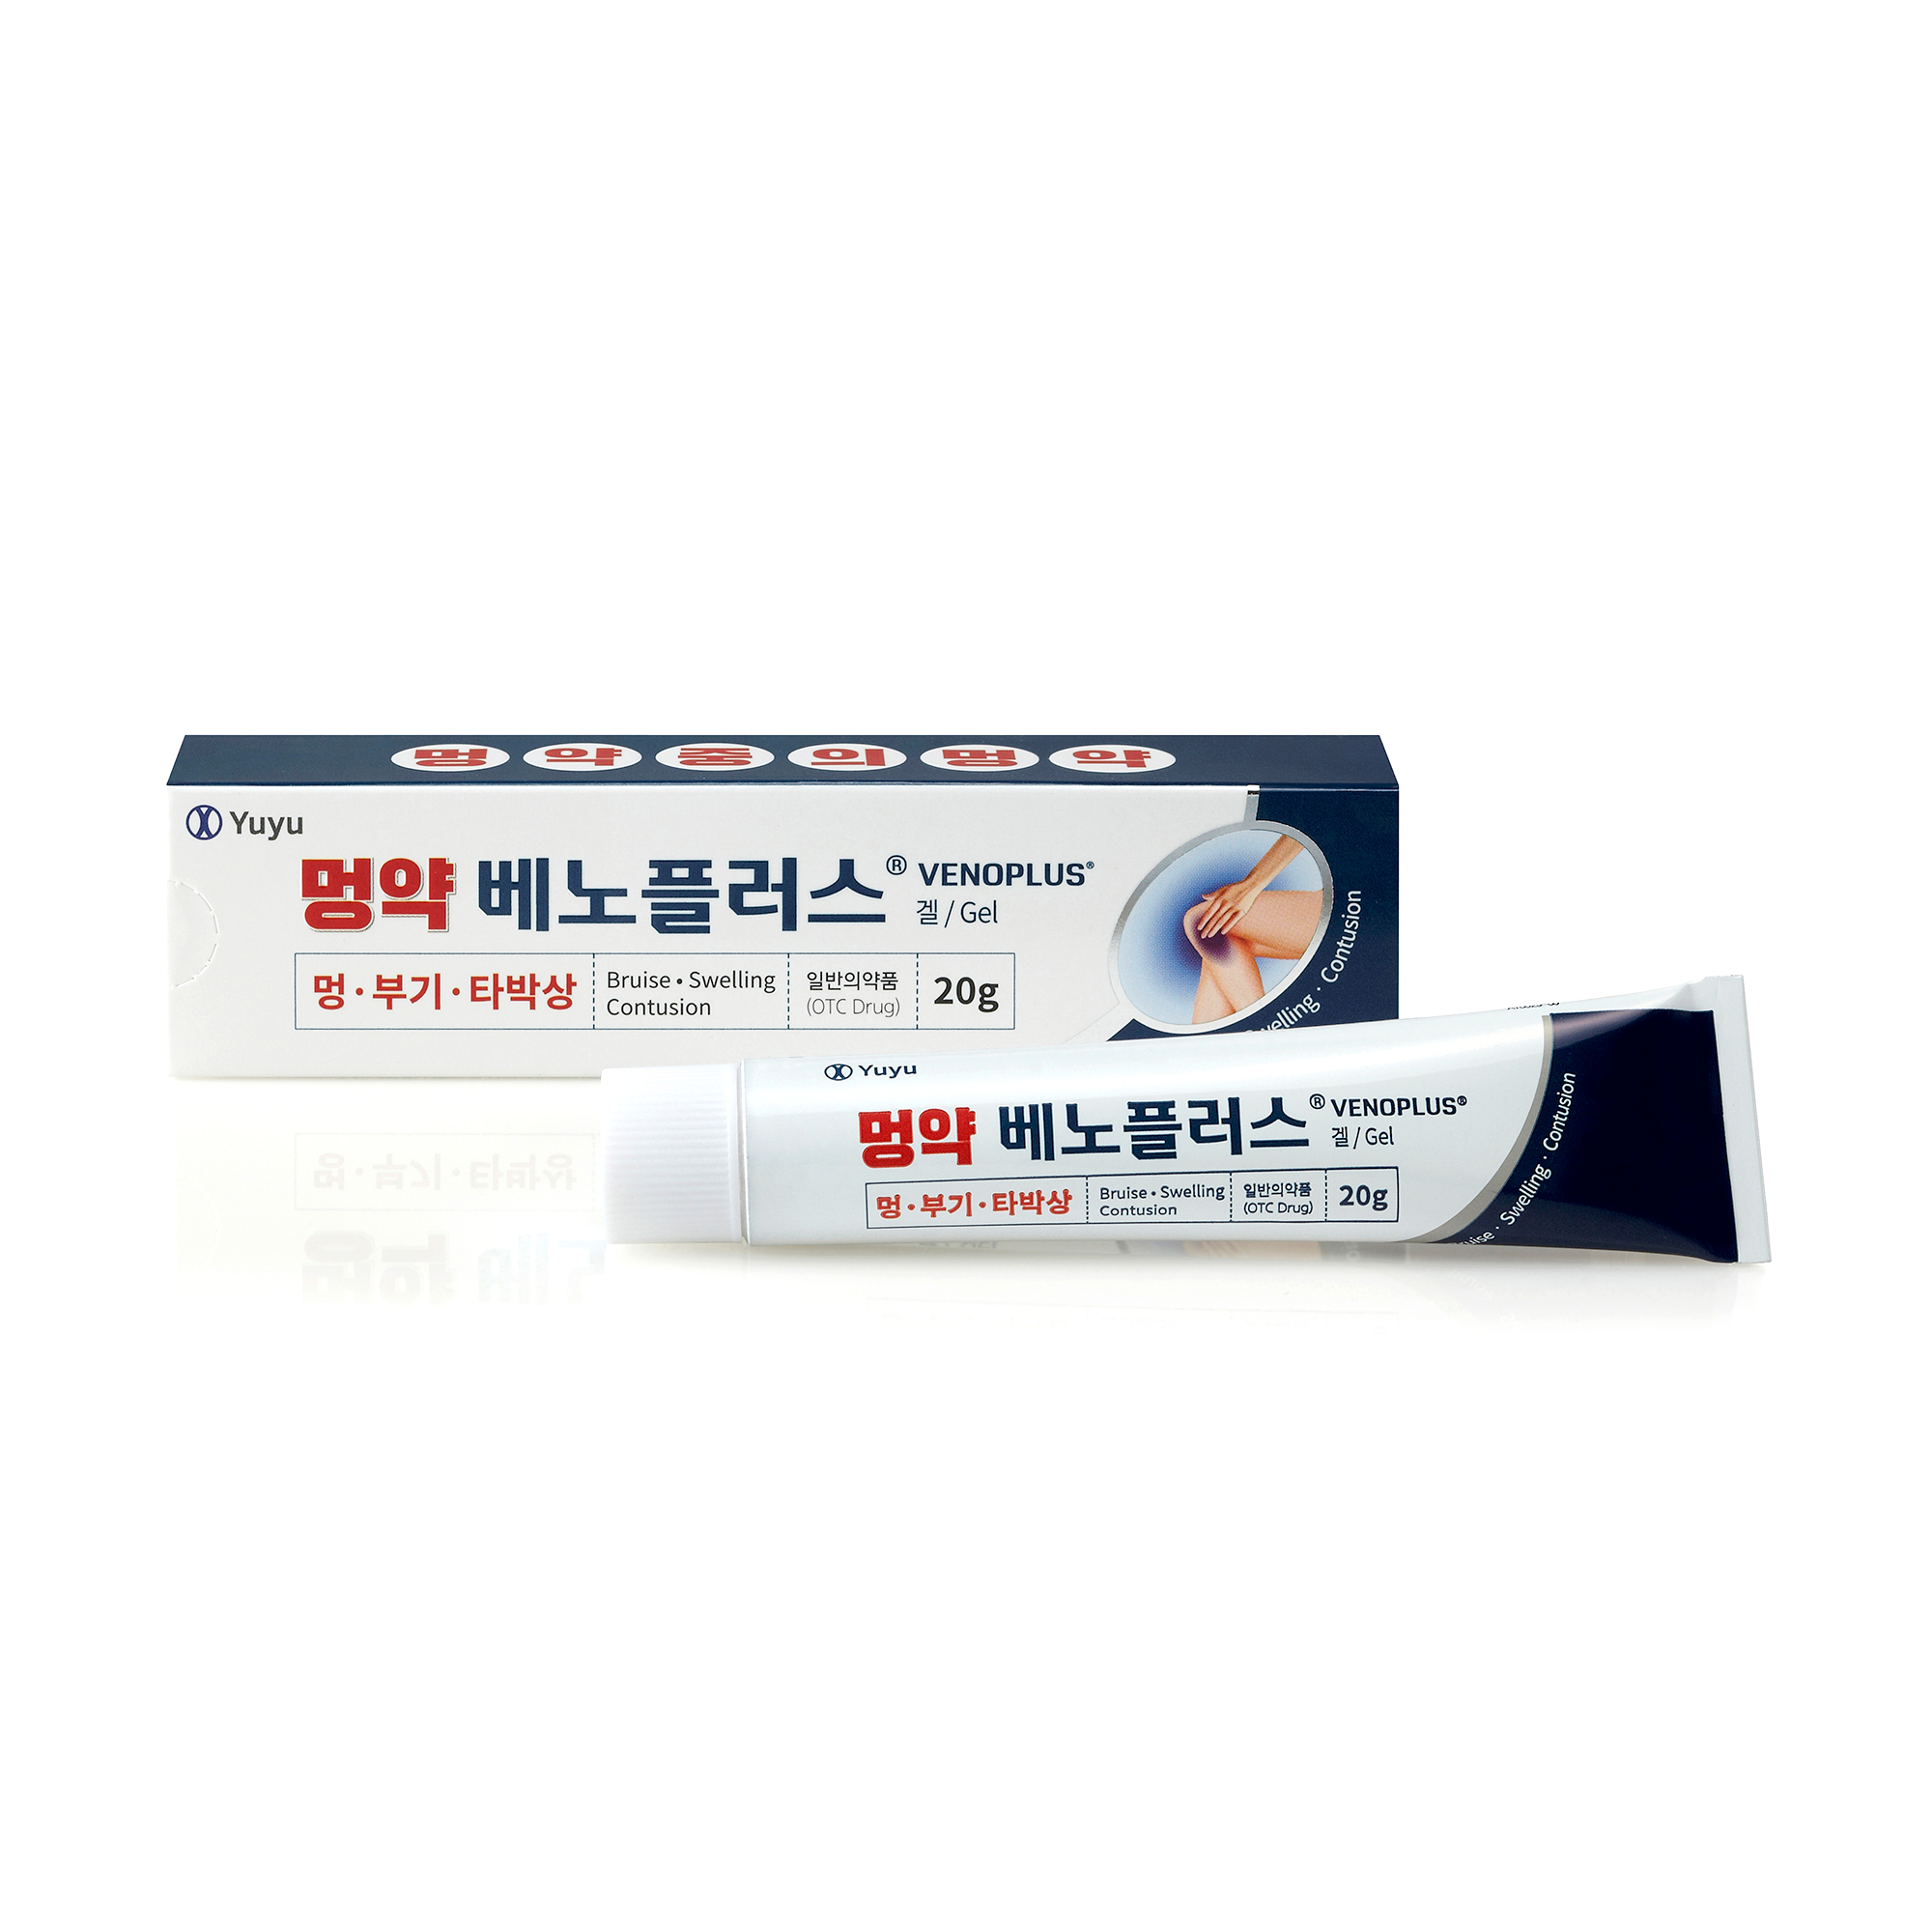 멍약중의멍약
Yuyu
멍약 베노플러스® VENOPLUS®
겔 / Gel
멍·부기·타박상
Bruise • Swelling
Contusion
일반의약품
(OTC Drug)
20g
Swelling · Contusion
Yuyu
멍약 베노플러스® VENOPLUS®
겔 / Gel
멍·부기·타박상
Bruise • Swelling
Contusion
일반의약품
(OTC Drug)
20g
Bruise · Swelling · Contusion